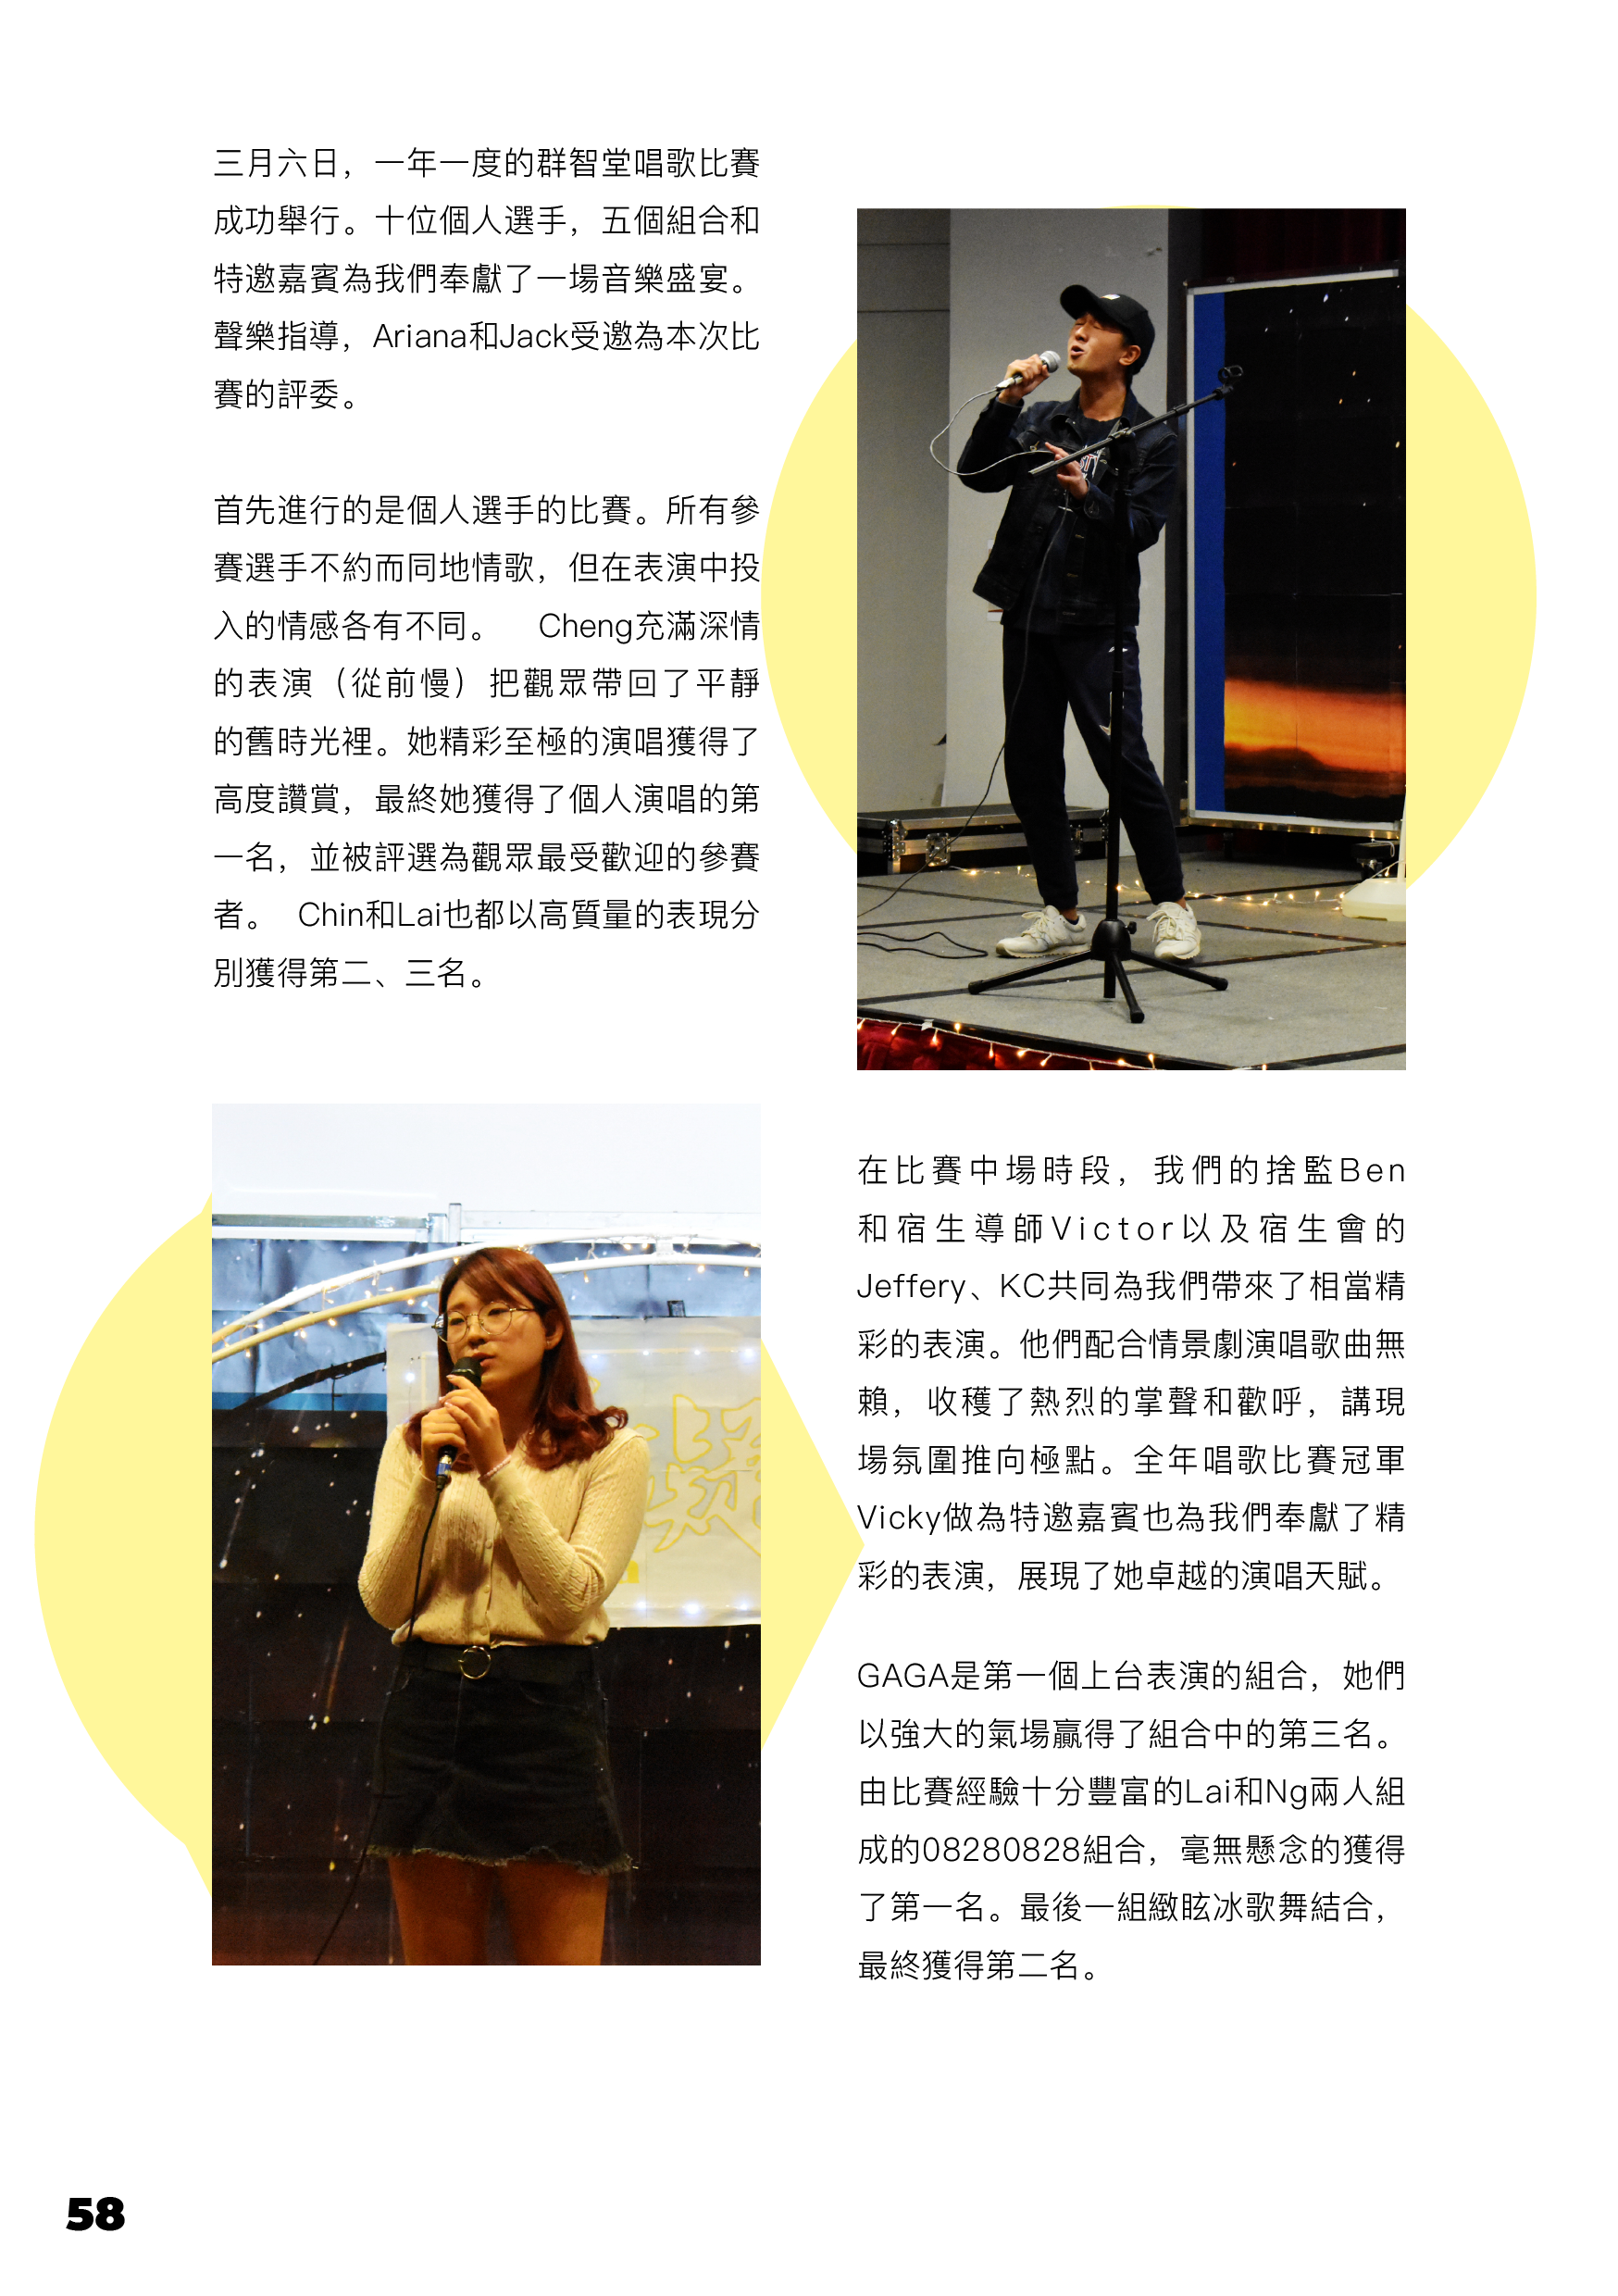 三月六日，一年一度的群智堂唱歌比賽
成功舉行。十位個人選手，五個組合和
特邀嘉賓為我們奉獻了一場音樂盛宴。
聲樂指導，Ariana和Jack受邀為本次比
賽的評委。
首先進行的是個人選手的比賽。所有參
賽選手不約而同地情歌，但在表演中投
入的情感各有不同。 Cheng充滿深情
的表演（從前慢）把觀眾帶回了平靜
的舊時光裡。她精彩至極的演唱獲得了
高度讚賞，最終她獲得了個人演唱的第
一名，並被評選為觀眾最受歡迎的參賽
者。 Chin和Lai也都以高質量的表現分
別獲得第二、三名。
在比賽中場時段，我們的捨監Ben
和宿生導師Victor以及宿生會的
Jeffery、KC共同為我們帶來了相當精
彩的表演。他們配合情景劇演唱歌曲無
賴，收穫了熱烈的掌聲和歡呼，講現
場氛圍推向極點。全年唱歌比賽冠軍
Vicky做為特邀嘉賓也為我們奉獻了精
彩的表演，展現了她卓越的演唱天賦。
GAGA是第一個上台表演的組合，她們
以強大的氣場贏得了組合中的第三名。
由比賽經驗十分豐富的Lai和Ng兩人組
成的08280828組合，毫無懸念的獲得
了第一名。最後一組緻眩冰歌舞結合，
最終獲得第二名。
58